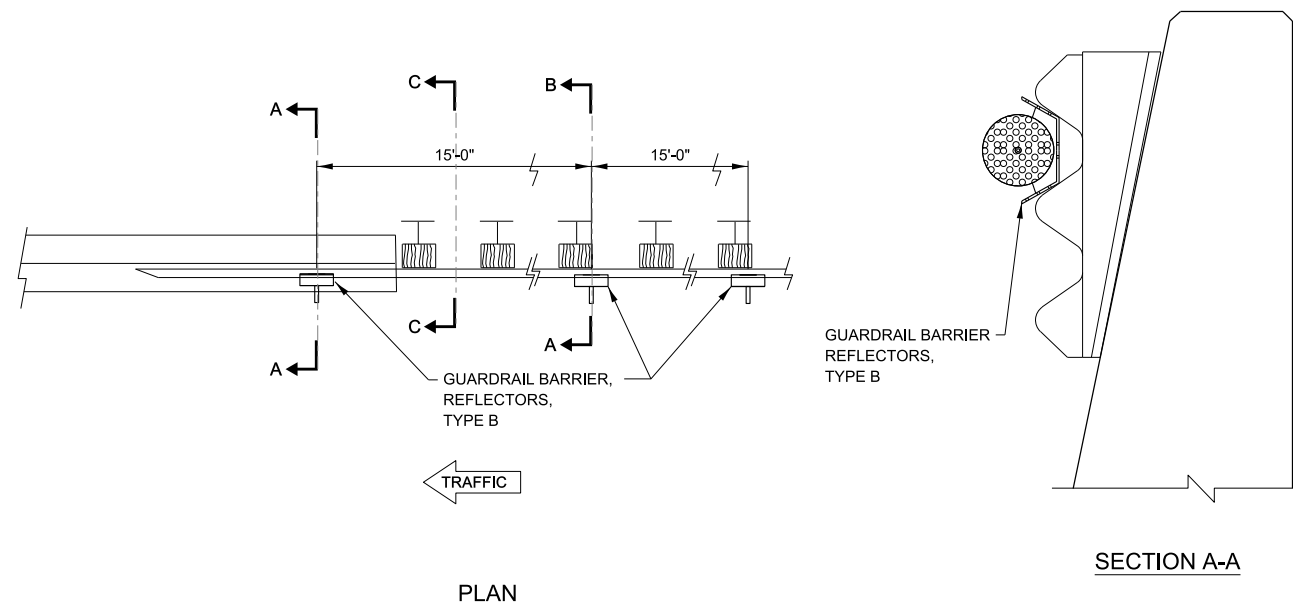 C
B
A
15'-0"
15'-0"
C
A
A
GUARDRAIL BARRIER,
REFLECTORS,
TYPE B
TRAFFIC
PLAN
GUARDRAIL BARRIER
REFLECTORS,
TYPE B
SECTION A-A